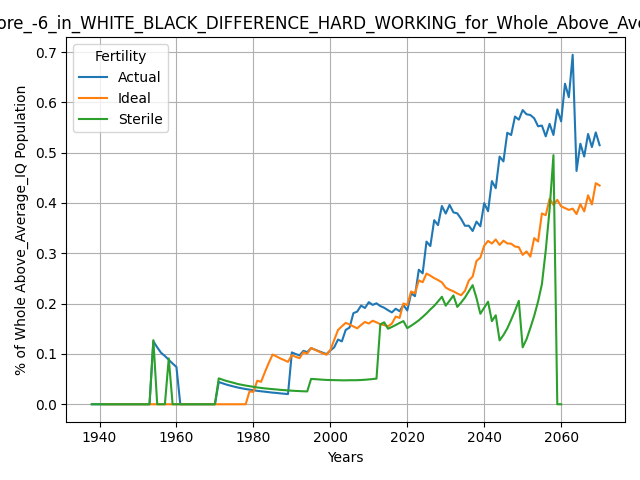 ore_-6_in_WHITE_BLACK_DIFFERENCE_HARD_WORKING_for_Whole_Above_Ave
Fertility
Actual
Ideal
Sterile
% of Whole Above_Average_IQ Population
0.7
0.6
0.5
0.4
0.3
0.2
0.1
0.0
1940 1960 1980 2000 2020 2040 2060
Years